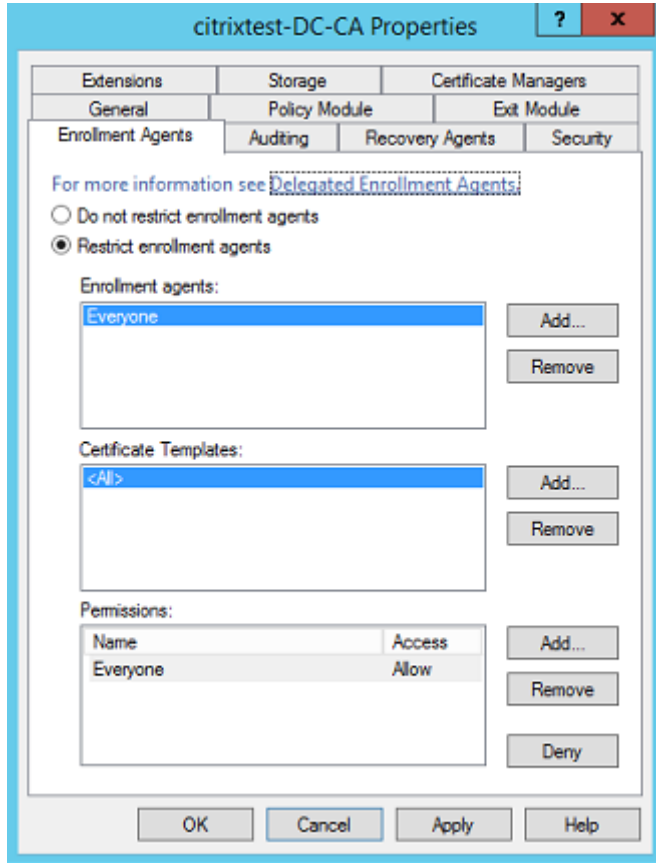 citrixtest-DC-CA Properties
?
x
Extensions
Storage
Certificate Managers
General
Policy Module
Exit Module
Enrollment Agents
Auditing
Recovery Agents
Security
For more information see Delegated Enrollment Agents.
Do not restrict enrollment agents
Restrict enrollment agents
Enrollment agents:
Everyone
Add...
Remove
Certificate Templates:
<All>
Add...
Remove
Permissions:
Name
Access
Everyone
Allow
Add...
Remove
Deny
OK
Cancel
Apply
Help